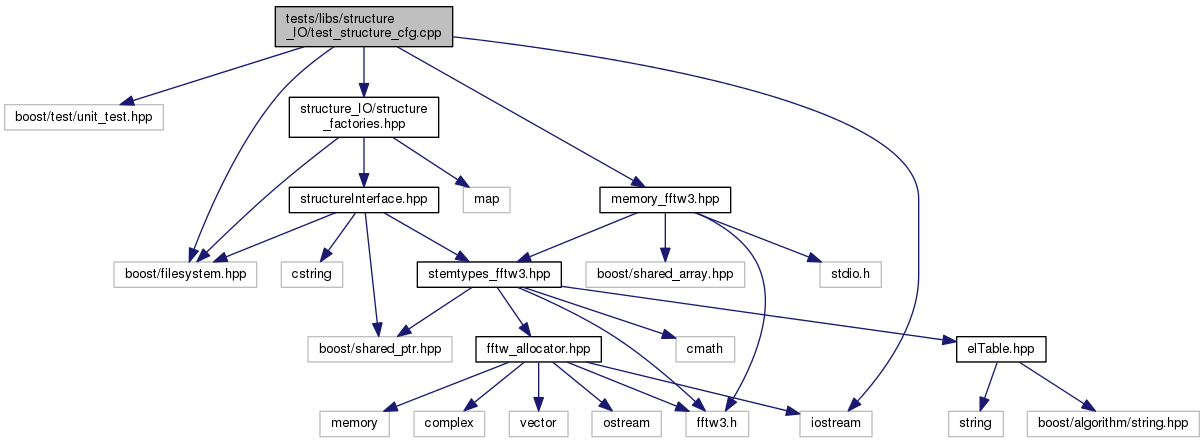 tests/libs/structure
_IO/test_structure_cfg.cpp
boost/test/unit_test.hpp
structure_IO/structure
_factories.hpp
structureInterface.hpp
map
memory_fftw3.hpp
boost/filesystem.hpp
cstring
stemtypes_fftw3.hpp
boost/shared_array.hpp
stdio.h
boost/shared_ptr.hpp
fftw_allocator.hpp
cmath
elTable.hpp
memory
complex
vector
ostream
fftw3.h
iostream
string
boost/algorithm/string.hpp